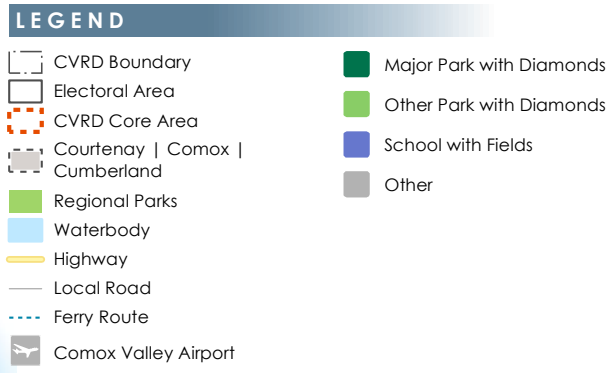 LEGEND
CVRD Boundary
Electoral Area
CVRD Core Area
Courtenay | Comox |
Cumberland
Regional Parks
Waterbody
Highway
Local Road
Ferry Route
Comox Valley Airport
Major Park with Diamonds
Other Park with Diamonds
School with Fields
Other